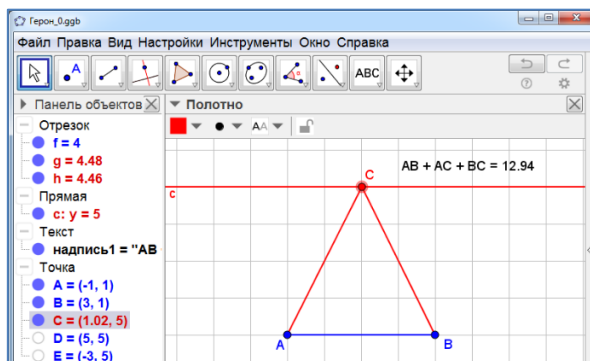 Герон_0.ggb
Файл Правка Вид Настройки Инструменты Окно Справка
A
ABC
Панель объектов
Отрезок
f = 4
g = 4.48
h = 4.46
Прямая
c: y = 5
Текст
надпись1 = "AB
Точка
A = (-1, 1)
B = (3, 1)
C = (1.02, 5)
D = (5, 5)
E = (-3, 5)
Полотно
AA
AB + AC + BC = 12.94
C
c
A
B